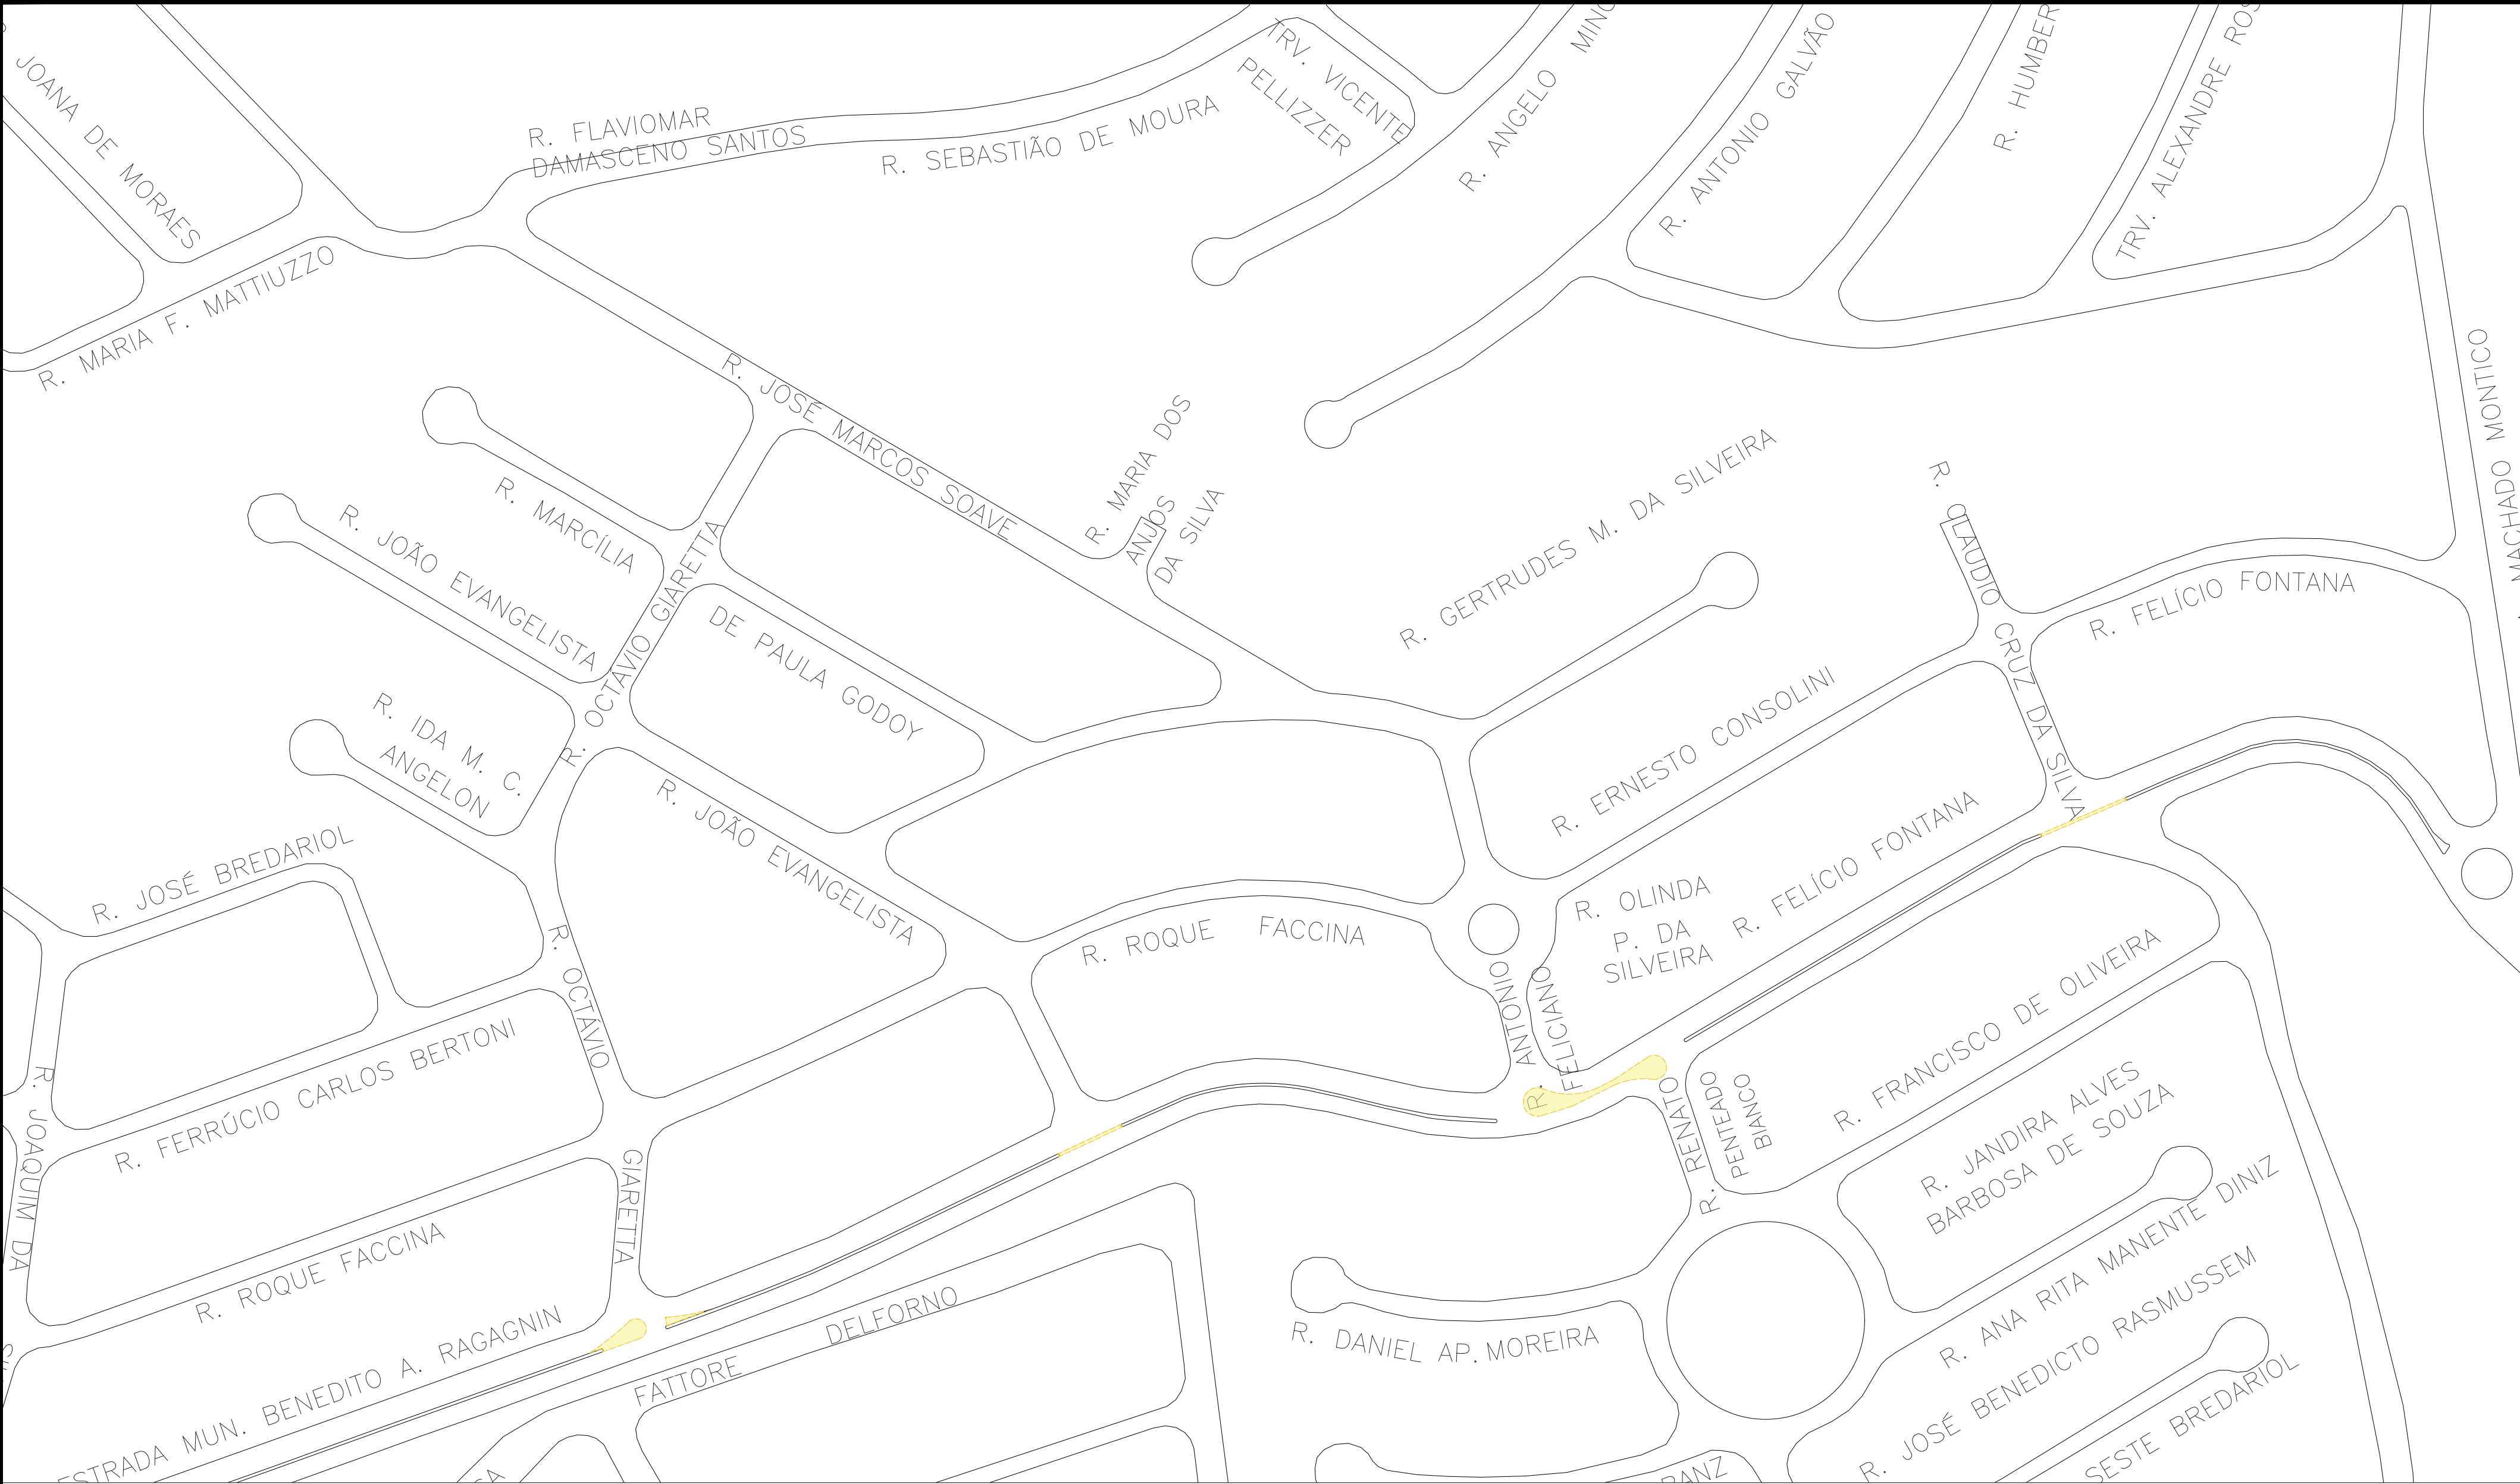 JOANA DE MORAES
R. FLAVIOMAR
DAMASCENO SANTOS
R. SEBASTIÃO DE MOURA
TRV. VICENTE
PELLIZZER
R. ANGELO
R. ANTONIO GALVÃO
R.
TRV. ALEXANDRE
R. MARIA F. MATTIUZZO
R. JOSÉ MARCOS SOAVE
R. MARIA DOS
ANJOS
DA SILVA
MACHADO MONTICO
R. GERTRUDES M. DA SILVEIRA
R. CLAUDIO CRUZ DA SILVA
R. FELÍCIO FONTANA
R. MARCÍLIA
DE PAULA GODOY
R. JOÃO EVANGELISTA
R. OCTAVIO GIARETTA
R. IDA M. C.
ANGELON
R. JOÃO EVANGELISTA
R. ERNESTO CONSOLINI
R. JOSÉ BREDARIOL
R. OLINDA
P. DA
SILVEIRA
R. FELÍCIO FONTANA
R. ROQUE FACCINA
R. OCTÁVIO GIARETTA
R. ANTONIO
FELICIANO
R. FRANCISCO DE OLIVEIRA
R. FERRÚCIO CARLOS BERTONI
R. JOAQUIM DA
R. RENATO
PENTEADO
BIANCO
R. JANDIRA ALVES
BARBOSA DE SOUZA
R. ROQUE FACCINA
R. ANA RITA MANENTE DINIZ
R. DANIEL AP. MOREIRA
R. JOSÉ BENEDICTO RASMUSSEM
FATTORE DELFORNO
ESTRADA MUN. BENEDITO A. RAGAGNIN
SESTE BREDARIOL